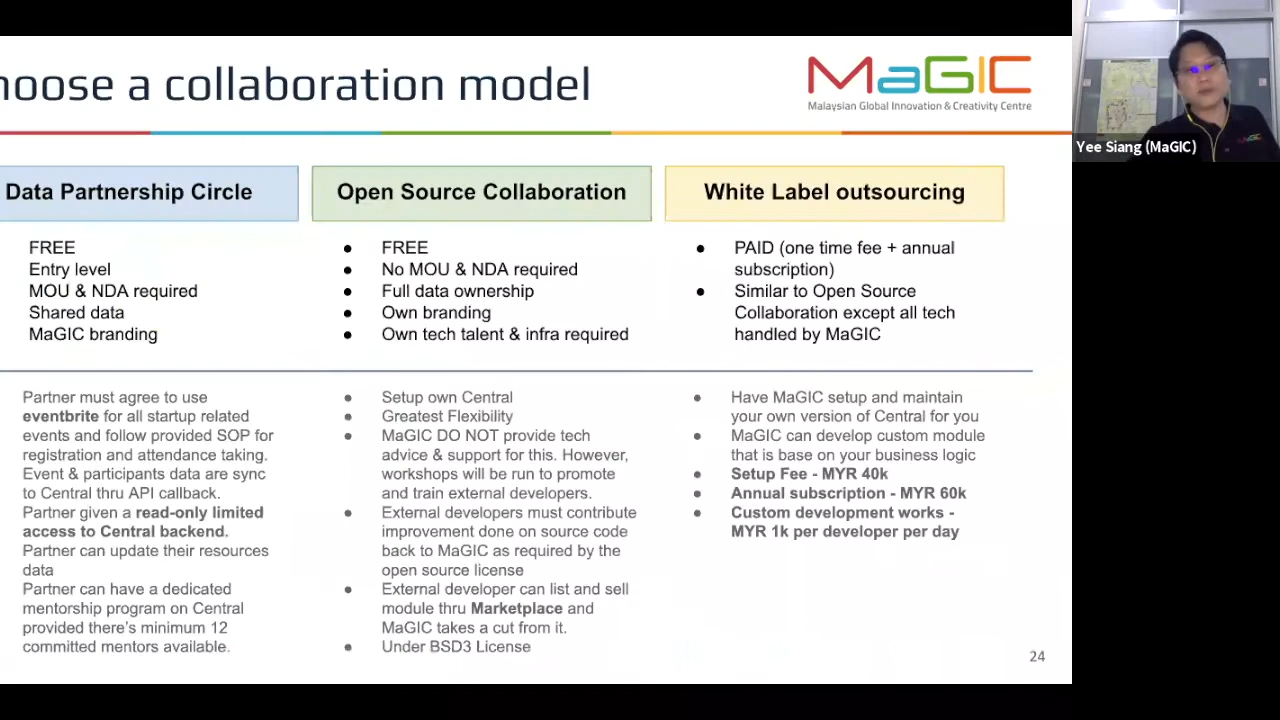 hoose a collaboration model
MaGIC
Malaysian Global Innovation & Creativity Centre
Yee Siang (MaGIC)
Data Partnership Circle
FREE
Entry level
MOU & NDA required
Shared data
MaGIC branding
Partner must agree to use
eventbrite for all startup related
events and follow provided SOP for
registration and attendance taking.
Event & participants data are sync
to Central thru API callback.
Partner given a read-only limited
access to Central backend.
Partner can update their resources
data
Partner can have a dedicated
mentorship program on Central
provided there's minimum 12
committed mentors available.
Open Source Collaboration
● FREE
● No MOU & NDA required
● Full data ownership
● Own branding
● Own tech talent & infra required
● Setup own Central
● Greatest Flexibility
● MaGIC DO NOT provide tech
advice & support for this. However,
workshops will be run to promote
and train external developers.
● External developers must contribute
improvement done on source code
back to MaGIC as required by the
open source license
● External developer can list and sell
module thru Marketplace and
MaGIC takes a cut from it.
● Under BSD3 License
White Label outsourcing
● PAID (one time fee + annual
subscription)
● Similar to Open Source
Collaboration except all tech
handled by MaGIC
● Have MaGIC setup and maintain
your own version of Central for you
● MaGIC can develop custom module
that is base on your business logic
● Setup Fee - MYR 40k
● Annual subscription - MYR 60k
● Custom development works -
MYR 1k per developer per day
24